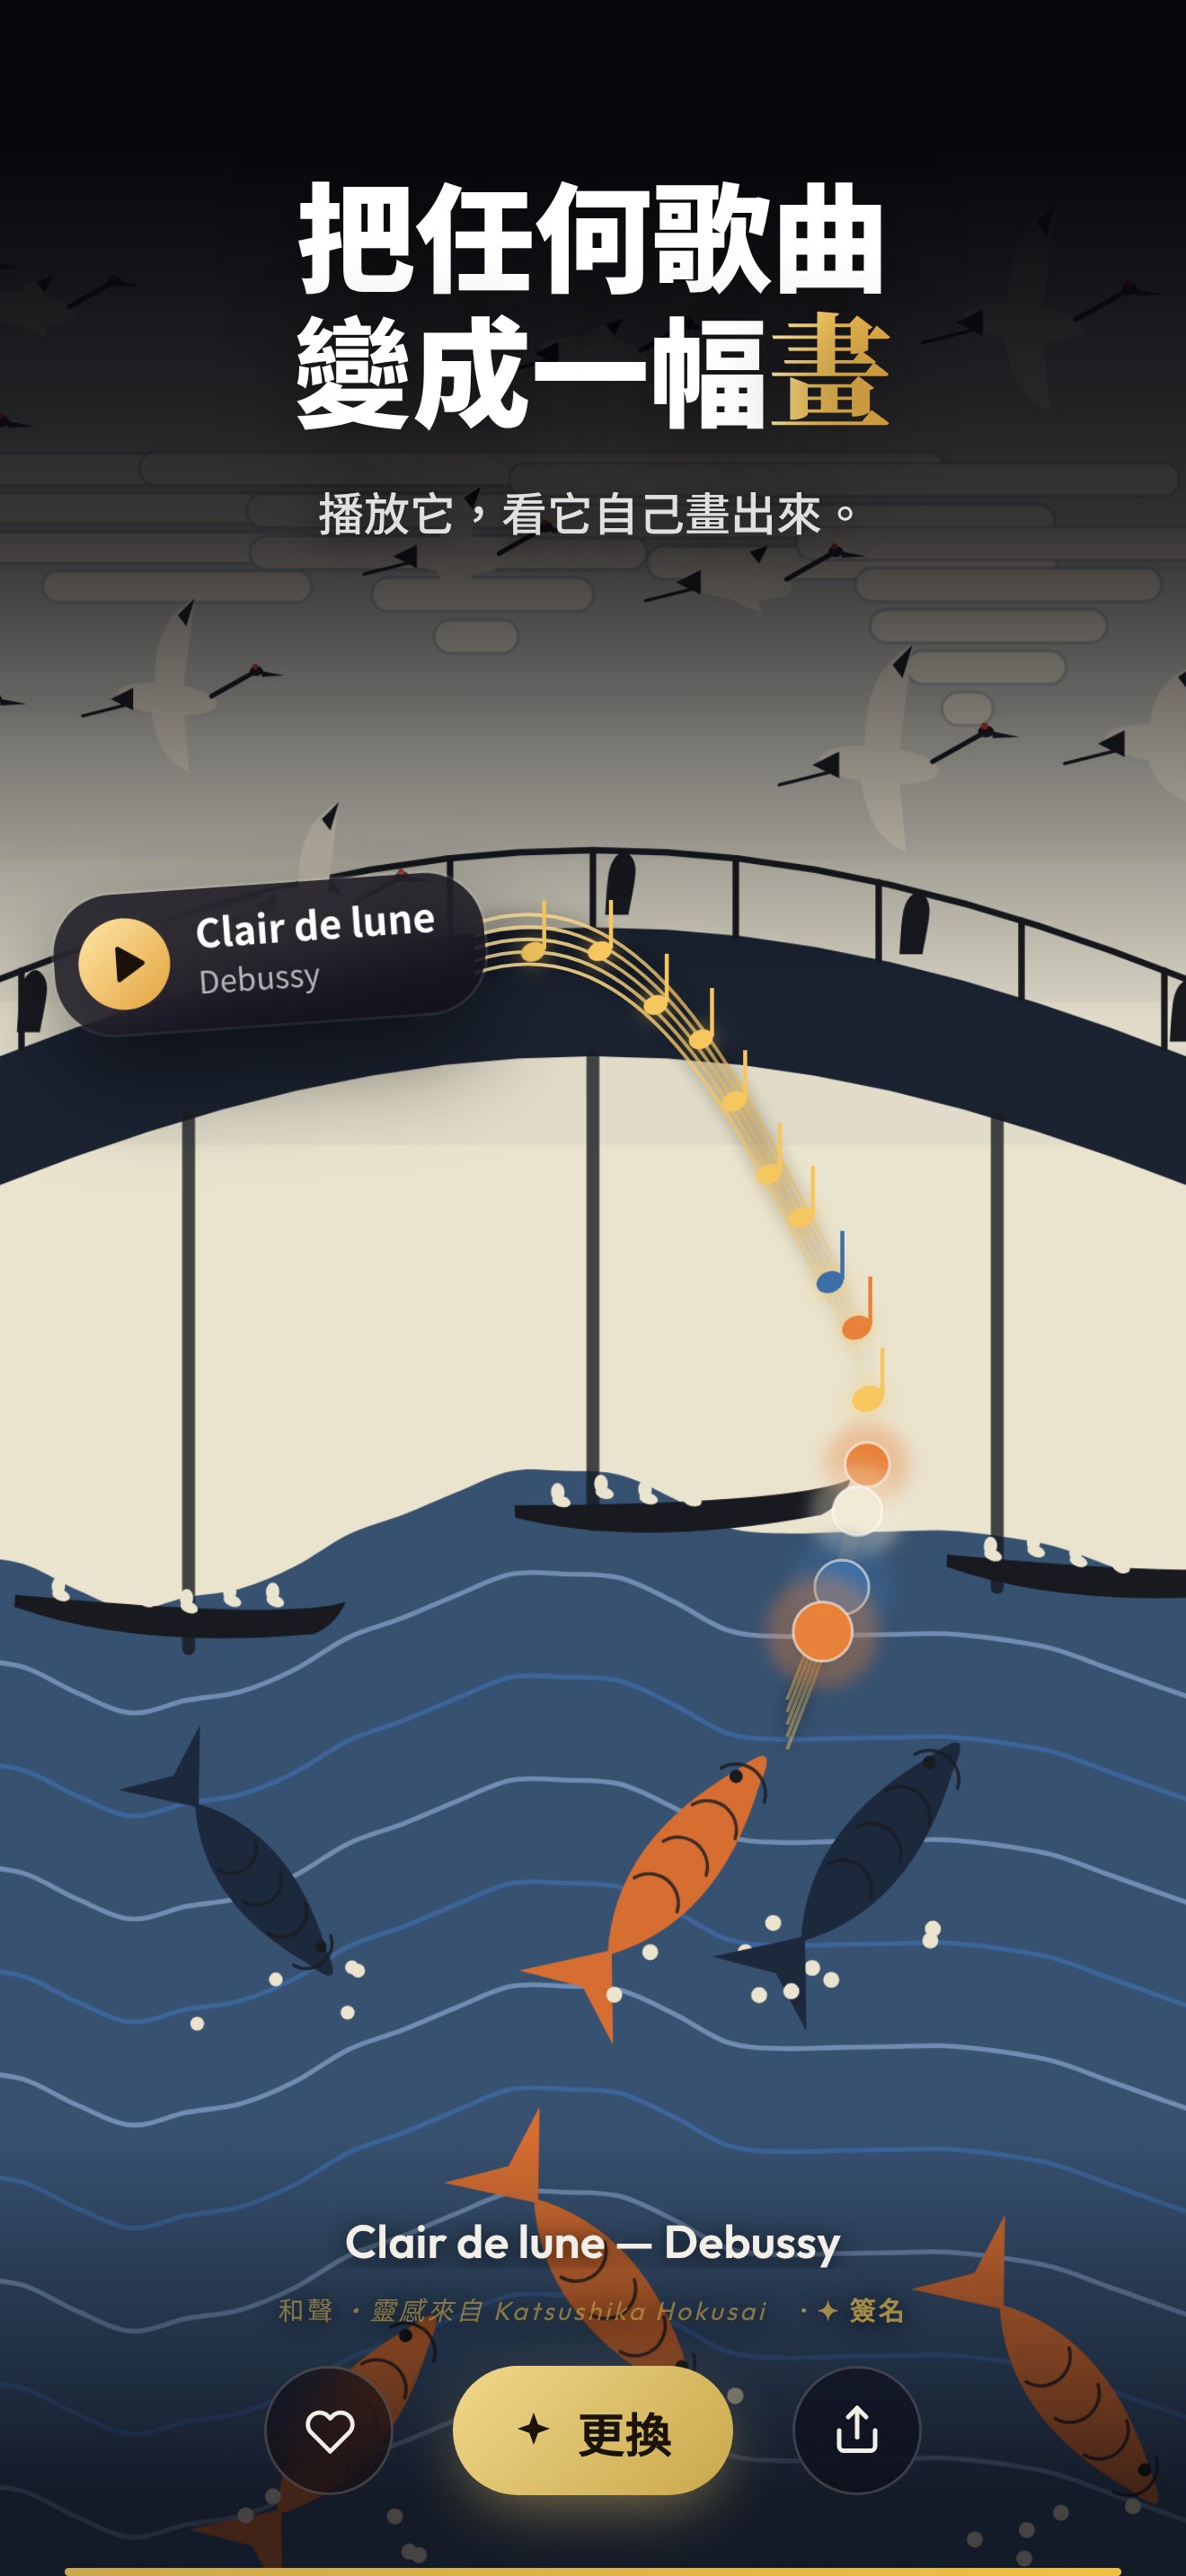 把任何歌曲
變成一幅畫
播放它，看它自己畫出來。
Clair de lune
Debussy
Clair de lune — Debussy
和聲 · 靈感來自 Katsushika Hokusai · ✦ 簽名
✦ 更換